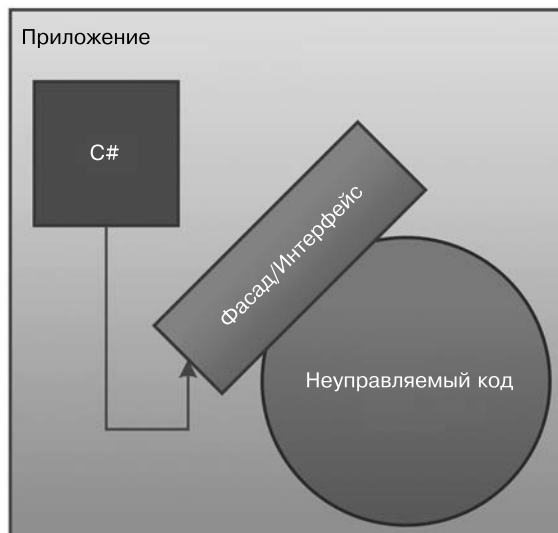 Приложение
C#
Фасад/Интерфейс
Неуправляемый код